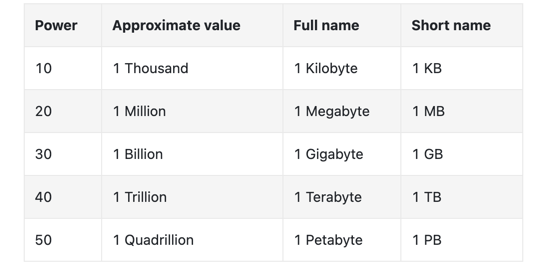 Power Approximate value Full name Short name
10 1 Thousand 1 Kilobyte 1 KB
20 1 Million 1 Megabyte 1 MB
30 1 Billion 1 Gigabyte 1 GB
40 1 Trillion 1 Terabyte 1 TB
50 1 Quadrillion 1 Petabyte 1 PB